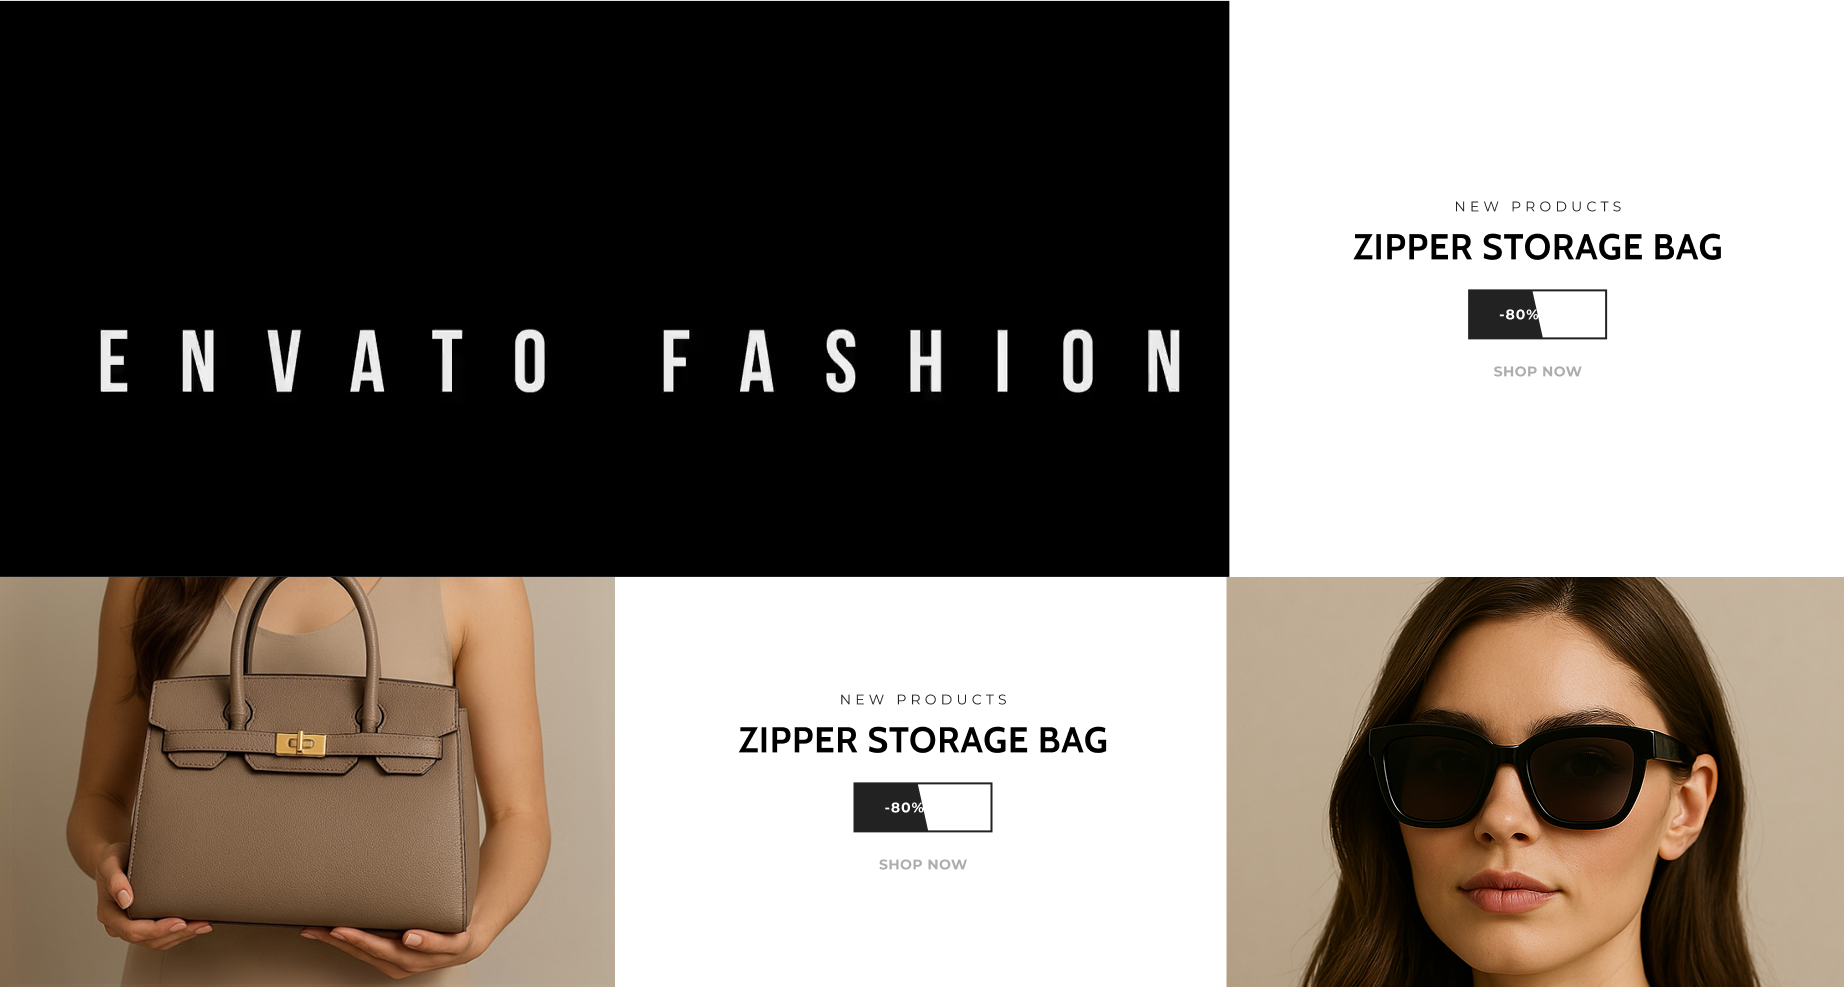 ENVATO FASHION
NEW PRODUCTS
ZIPPER STORAGE BAG
-80%
SHOP NOW
NEW PRODUCTS
ZIPPER STORAGE BAG
-80%
SHOP NOW